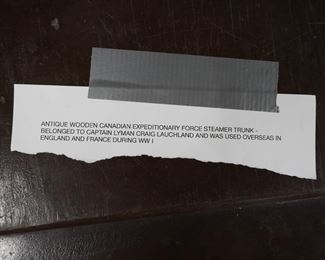 ANTIQUE WOODEN CANADIAN EXPEDITIONARY FORCE STEAMER TRUNK -
BELONGED TO CAPTAIN LYMAN CRAIG LAUCHLAND AND WAS USED OVERSEAS IN
ENGLAND AND FRANCE DURING WW I